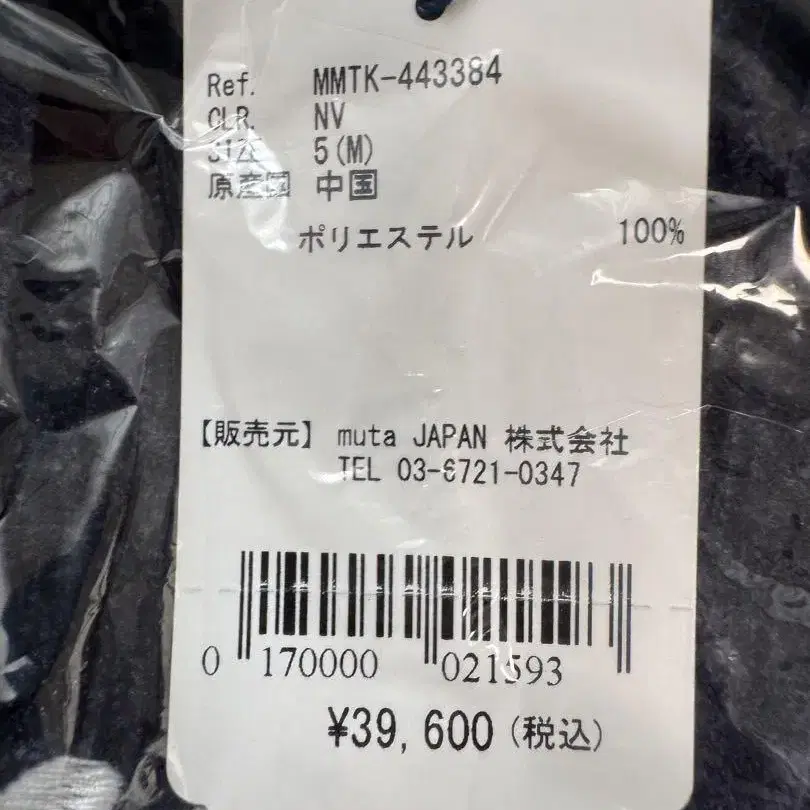 Ref. MMTK-443384
CLR. NV
SIZE 5(M)
原産国 中国
ポリエステル 100%
【販売元】 muta JAPAN 株式会社
TEL 03-6721-0347
0 170000 021593
¥39,600(税込)